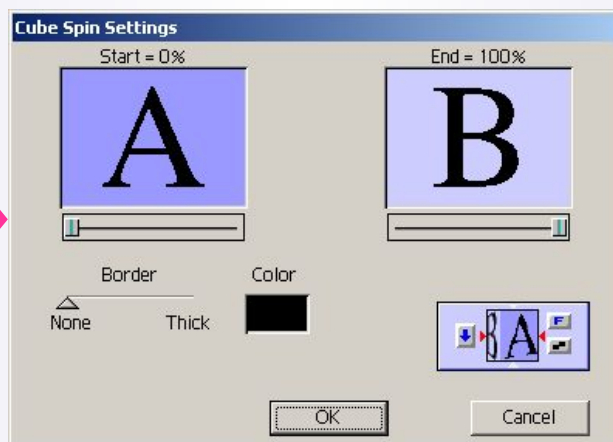 Cube Spin Settings
Start = 0%
End = 100%
A
B
Border
Color
None
Thick
B A
F
OK
Cancel